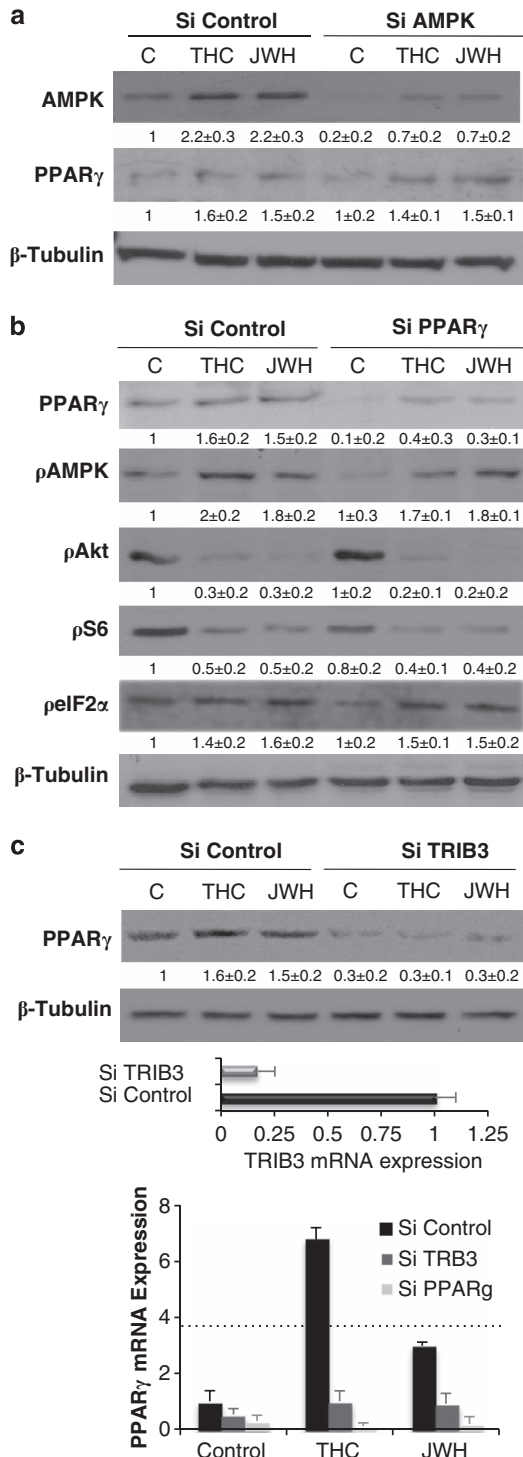 a
Si Control Si AMPK
C THC JWH C THC JWH
AMPK
1 2.2±0.3 2.2±0.3 0.2±0.2 0.7±0.2 0.7±0.2
PPARγ
1 1.6±0.2 1.5±0.2 1±0.2 1.4±0.1 1.5±0.1
β-Tubulin
b
Si Control Si PPARγ
C THC JWH C THC JWH
PPARγ
1 1.6±0.2 1.5±0.2 0.1±0.2 0.4±0.3 0.3±0.1
ρAMPK
1 2±0.2 1.8±0.2 1±0.3 1.7±0.1 1.8±0.1
ρAkt
1 0.3±0.2 0.3±0.2 1±0.2 0.2±0.1 0.2±0.2
ρS6
1 0.5±0.2 0.5±0.2 0.8±0.2 0.4±0.1 0.4±0.2
ρeIF2α
1 1.4±0.2 1.6±0.2 1±0.2 1.5±0.1 1.5±0.2
β-Tubulin
c
Si Control Si TRIB3
C THC JWH C THC JWH
PPARγ
1 1.6±0.2 1.5±0.2 0.3±0.2 0.3±0.1 0.3±0.2
β-Tubulin
Si TRIB3
Si Control
0 0.25 0.5 0.75 1 1.25
TRIB3 mRNA expression
PPARγ mRNA Expression
8
6
4
2
0
Si Control
Si TRB3
Si PPARg
Control THC JWH